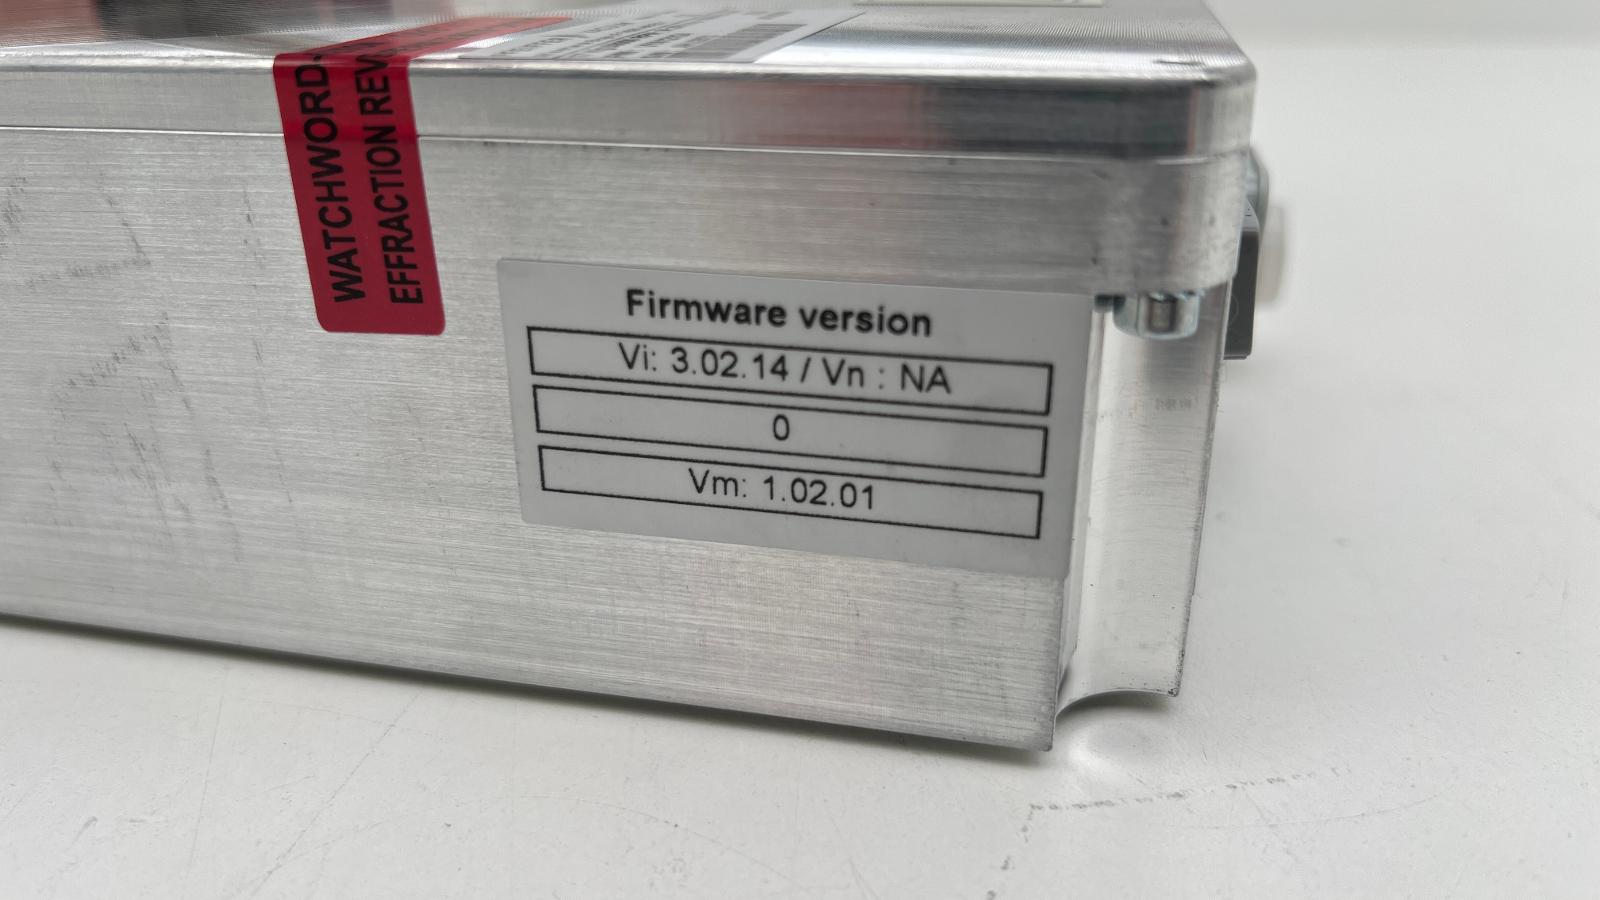 WATCHWORD
EFFRACTION REV
Firmware version
Vi: 3.02.14 / Vn : NA
0
Vm: 1.02.01